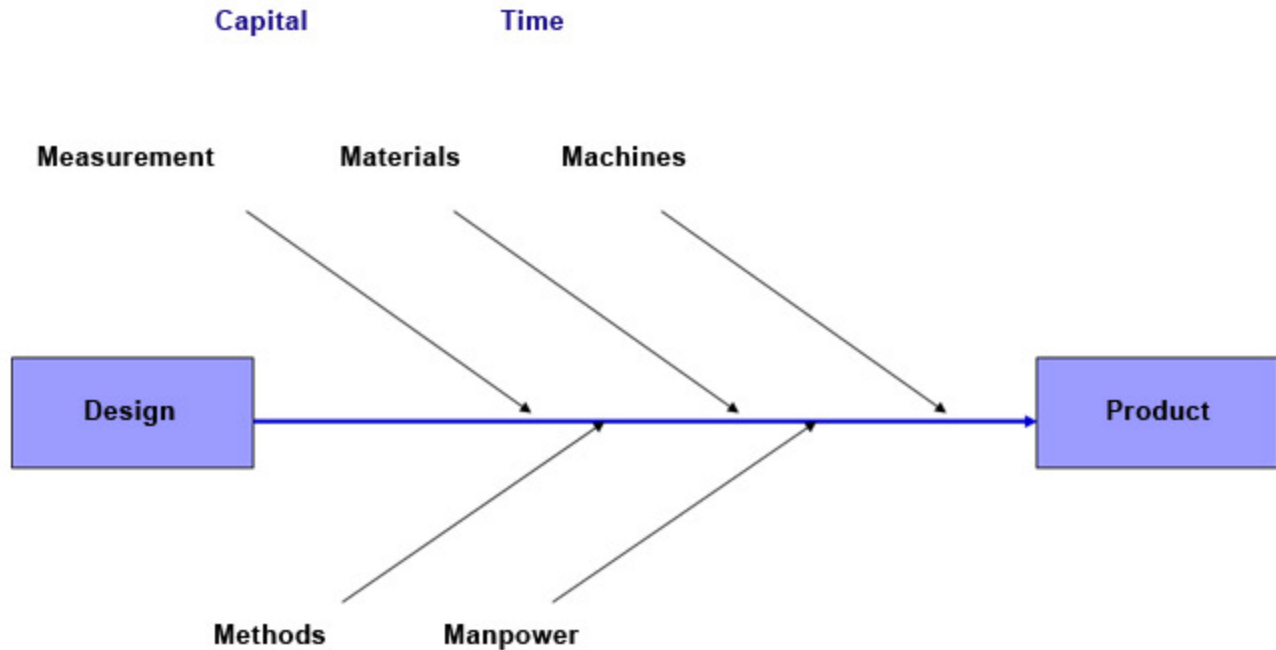 Capital Time
Measurement Materials Machines
Design Product
Methods Manpower